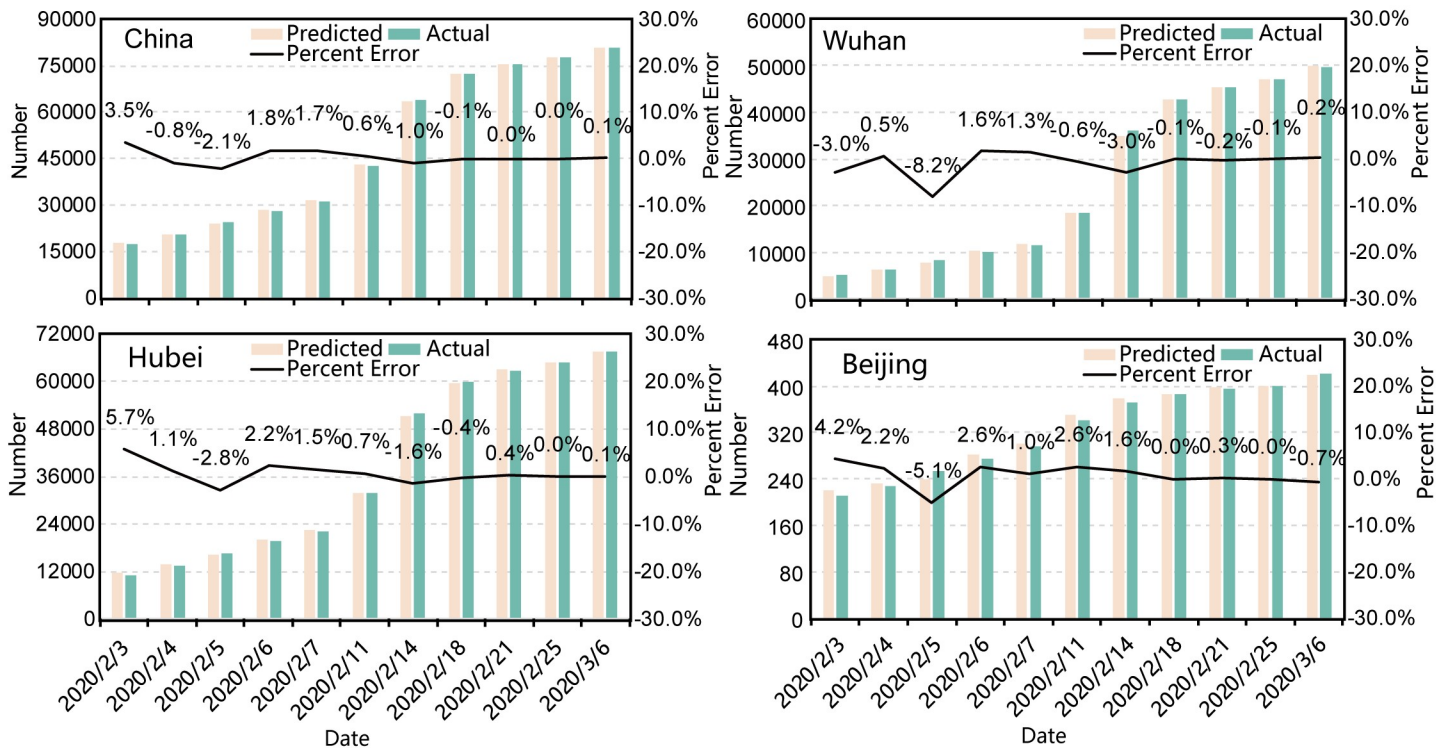 China
Predicted Actual
Percent Error
90000
75000
60000
45000
30000
15000
0
Number
30.0%
20.0%
10.0%
0.0%
-10.0%
-20.0%
-30.0%
Percent Error
3.5% -0.8% -2.1% 1.8% 1.7% 0.6% -1.0% -0.1% 0.0% 0.0% 0.1%
Wuhan
Predicted Actual
Percent Error
60000
50000
40000
30000
20000
10000
0
Number
30.0%
20.0%
10.0%
0.0%
-10.0%
-20.0%
-30.0%
Percent Error
-3.0% 0.5% -8.2% 1.6% 1.3% -0.6% -3.0% -0.1% -0.2% -0.1% 0.2%
Hubei
Predicted Actual
Percent Error
72000
60000
48000
36000
24000
12000
0
Number
30.0%
20.0%
10.0%
0.0%
-10.0%
-20.0%
-30.0%
Percent Error
5.7% 1.1% -2.8% 2.2% 1.5% 0.7% -1.6% -0.4% 0.4% 0.0% 0.1%
2020/2/3 2020/2/4 2020/2/5 2020/2/6 2020/2/7 2020/2/11 2020/2/14 2020/2/18 2020/2/21 2020/2/25 2020/3/6
Date
Beijing
Predicted Actual
Percent Error
480
400
320
240
160
80
0
Number
30.0%
20.0%
10.0%
0.0%
-10.0%
-20.0%
-30.0%
Percent Error
4.2% 2.2% -5.1% 2.6% 1.0% 2.6% 1.6% 0.0% 0.3% 0.0% -0.7%
2020/2/3 2020/2/4 2020/2/5 2020/2/6 2020/2/7 2020/2/11 2020/2/14 2020/2/18 2020/2/21 2020/2/25 2020/3/6
Date